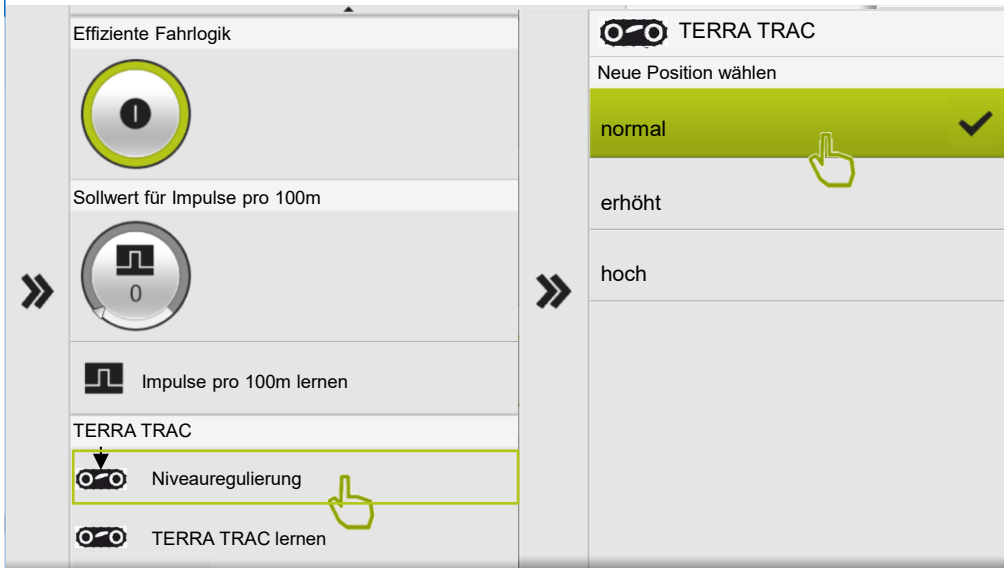 Effiziente Fahrlogik
Sollwert für Impulse pro 100m
0
Impulse pro 100m lernen
TERRA TRAC
Niveauregulierung
TERRA TRAC lernen
TERRA TRAC
Neue Position wählen
normal
erhöht
hoch